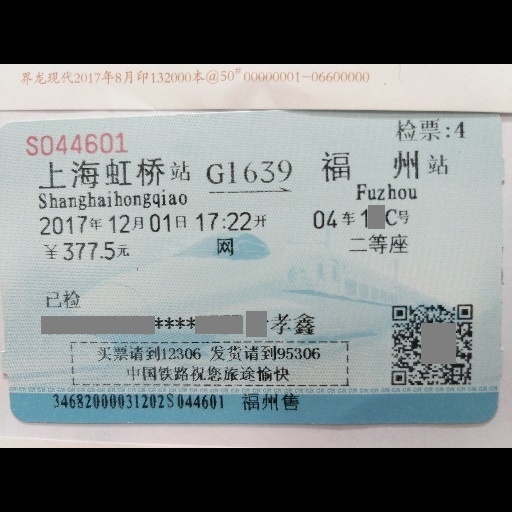 界龙现代2017年8月印132000本@50# 00000001-06600000
S044601
检票:4
上海虹桥站 G1639 福州站
Shanghaihongqiao Fuzhou
2017年12月01日17:22开 04车1 C号
￥377.5元 网 二等座
已检
**** 孝鑫
买票请到12306 发货请到95306
中国铁路祝您旅途愉快
34682000031202S044601 福州售